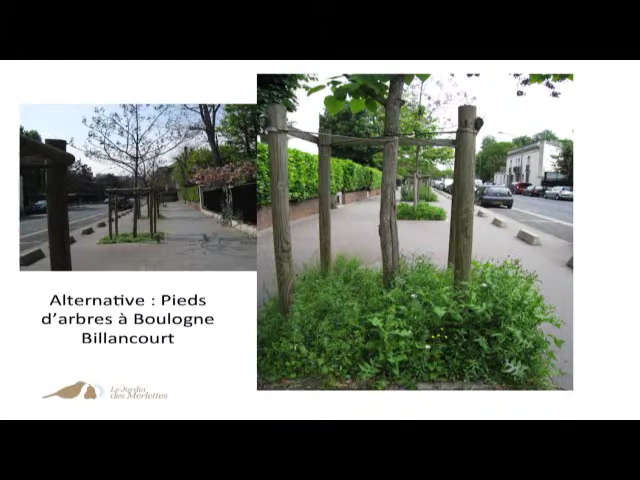 Alternative : Pieds
d’arbres à Boulogne
Billancourt
Le Jardin
des Merlettes